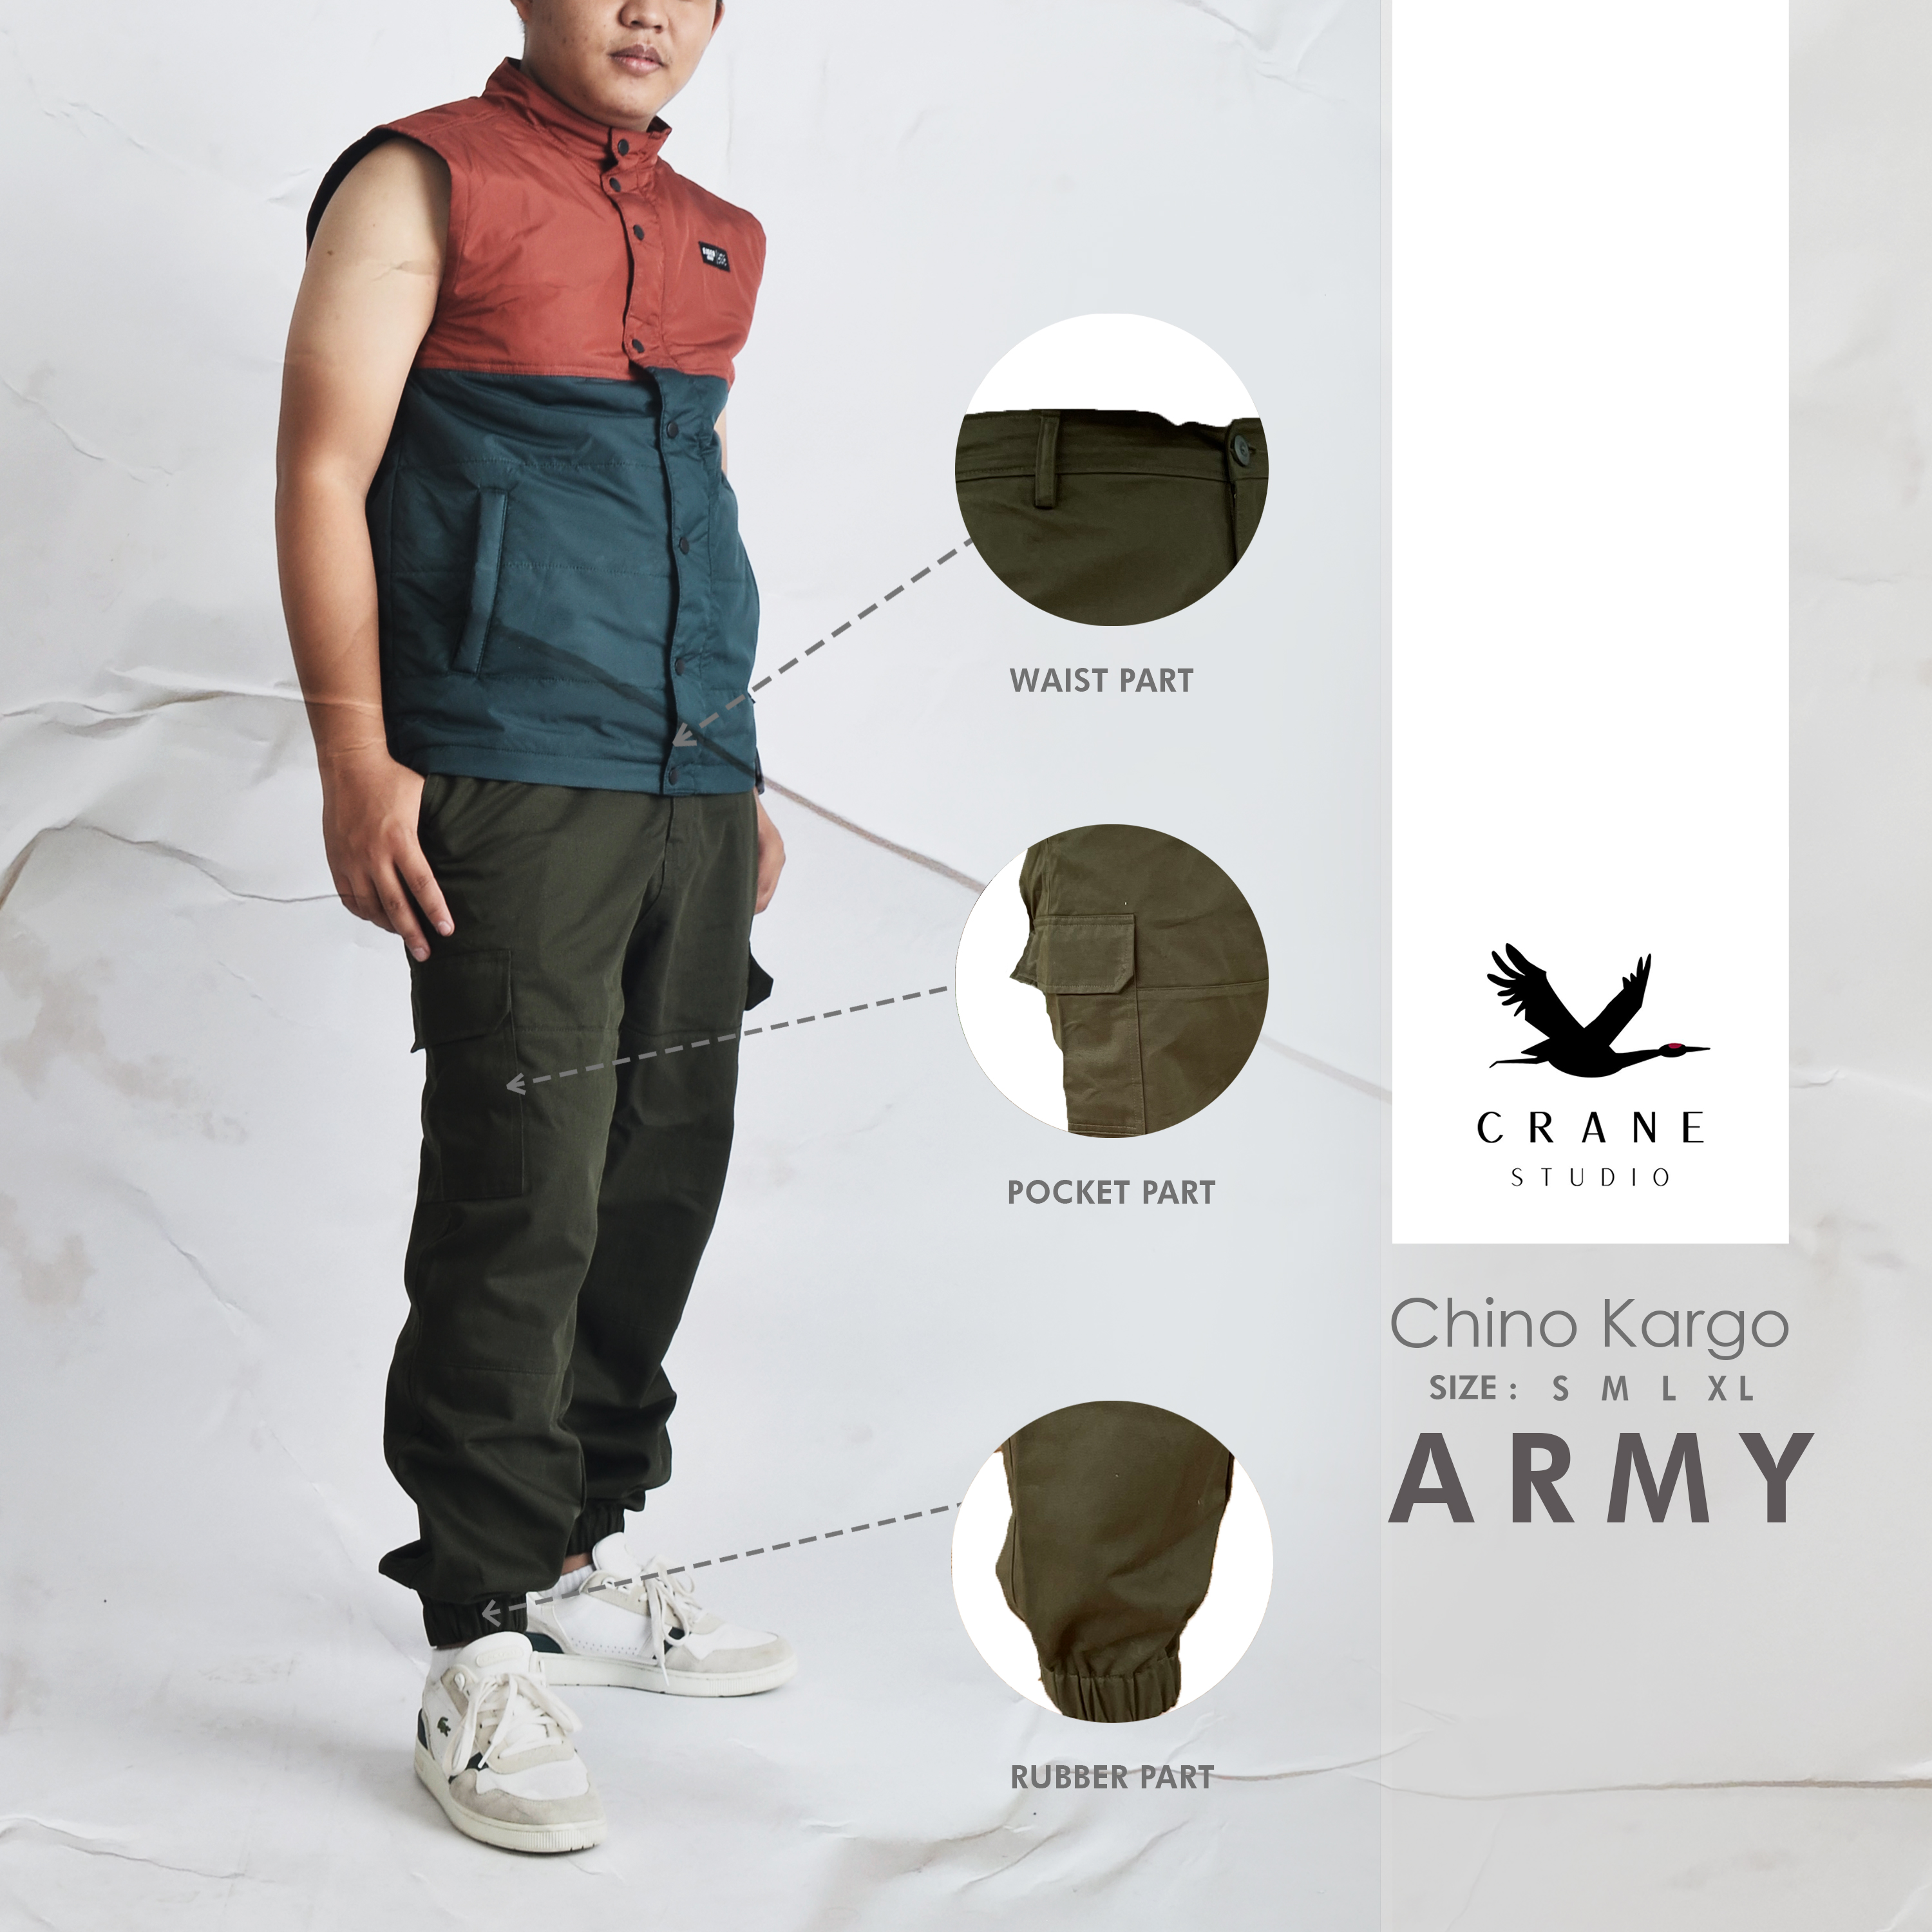 WAIST PART
POCKET PART
RUBBER PART
CRANE
STUDIO
Chino Kargo
SIZE : S M L XL
ARMY